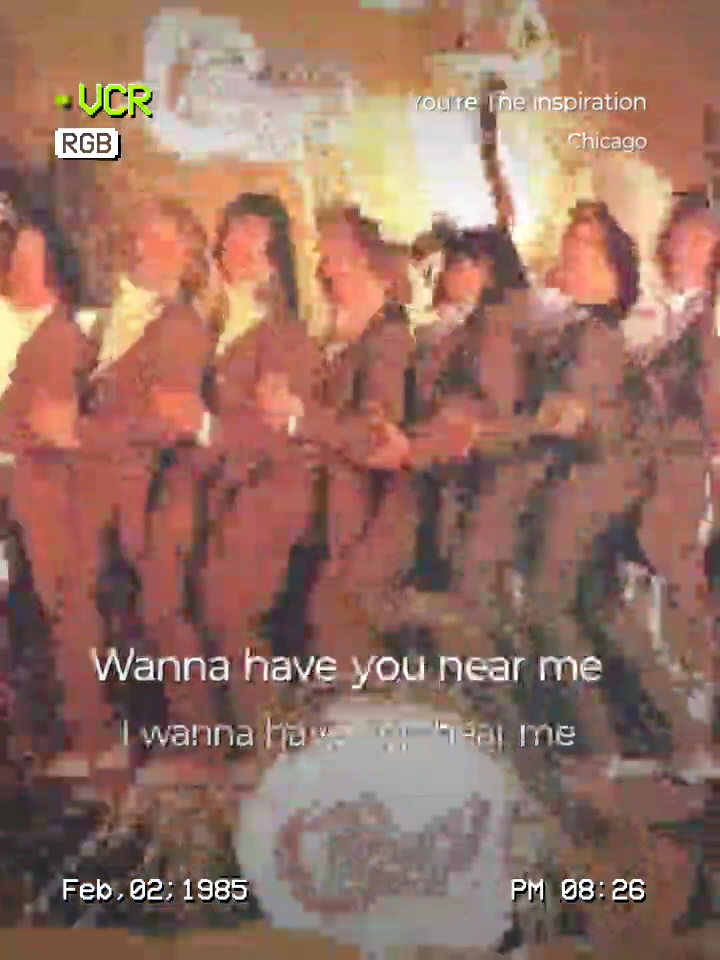 VCR
You're The Inspiration
RGB
Chicago
Wanna have you near me
I wanna have near me
Feb,02;1985
PM 08:26